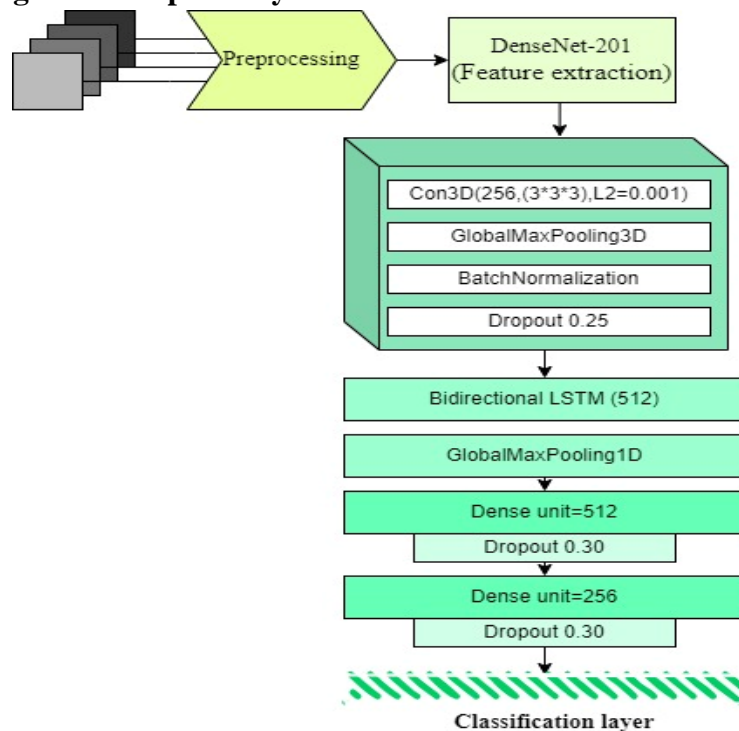 Preprocessing
DenseNet-201
(Feature extraction)
Con3D(256,(3*3*3),L2=0.001)
GlobalMaxPooling3D
BatchNormalization
Dropout 0.25
Bidirectional LSTM (512)
GlobalMaxPooling1D
Dense unit=512
Dropout 0.30
Dense unit=256
Dropout 0.30
Classification layer